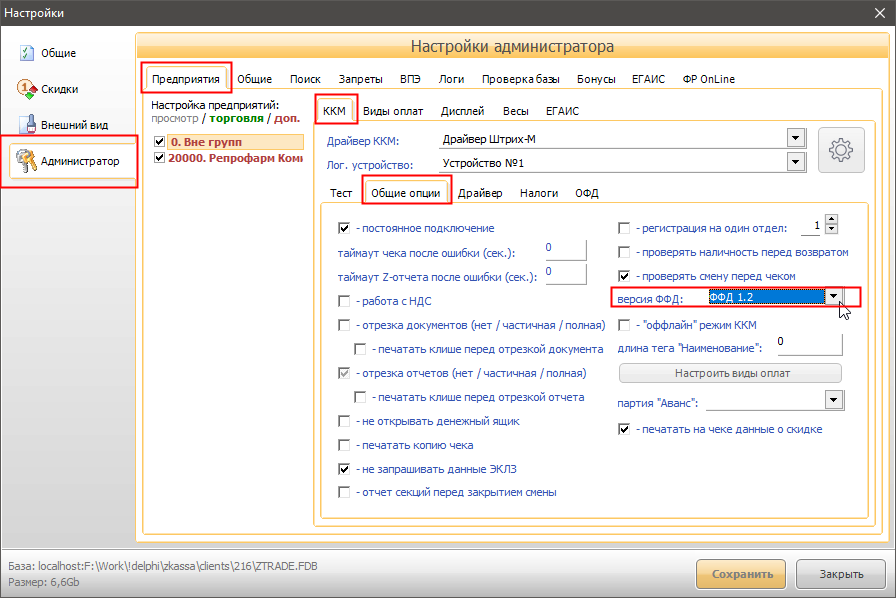 Настройки
Общие
Скидки
Внешний вид
Администратор
Настройки администратора
Предприятия Общие Поиск Запреты ВПЭ Логи Проверка базы Бонусы ЕГАИС ФР OnLine
Настройка предприятий:
просмотр / торговля / доп.
0. Вне групп
20000. Репрофарм Ком
ККМ Виды оплат Дисплей Весы ЕГАИС
Драйвер ККМ: Драйвер Штрих-М
Лог. устройство: Устройство №1
Тест Общие опции Драйвер Налоги ОФД
- постоянное подключение
таймаут чека после ошибки (сек.): 0
таймаут Z-отчета после ошибки (сек.): 0
- работа с НДС
- отрезка документов (нет / частичная / полная)
- печатать клише перед отрезкой документа
- отрезка отчетов (нет / частичная / полная)
- печатать клише перед отрезкой отчета
- не открывать денежный ящик
- печатать копию чека
- не запрашивать данные ЭКЛЗ
- отчет секций перед закрытием смены
- регистрация на один отдел: 1
- проверять наличность перед возвратом
- проверять смену перед чеком
версия ФФД: ФФД 1.2
- "оффлайн" режим ККМ
длина тега "Наименование": 0
Настроить виды оплат
партия "Аванс":
- печатать на чеке данные о скидке
База: localhost:F:\Work\!delphi\zkassa\clients\216\ZTRADE.FDB
Размер: 6,6Gb
Сохранить Закрыть